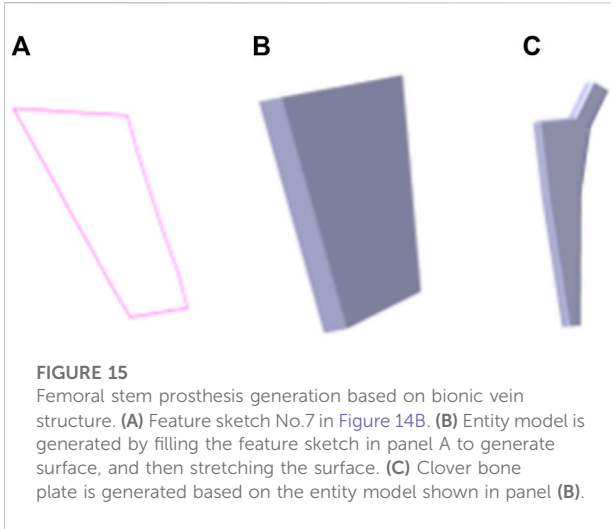 A B C
FIGURE 15
Femoral stem prosthesis generation based on bionic vein
structure. (A) Feature sketch No.7 in Figure 14B. (B) Entity model is
generated by filling the feature sketch in panel A to generate
surface, and then stretching the surface. (C) Clover bone
plate is generated based on the entity model shown in panel (B).